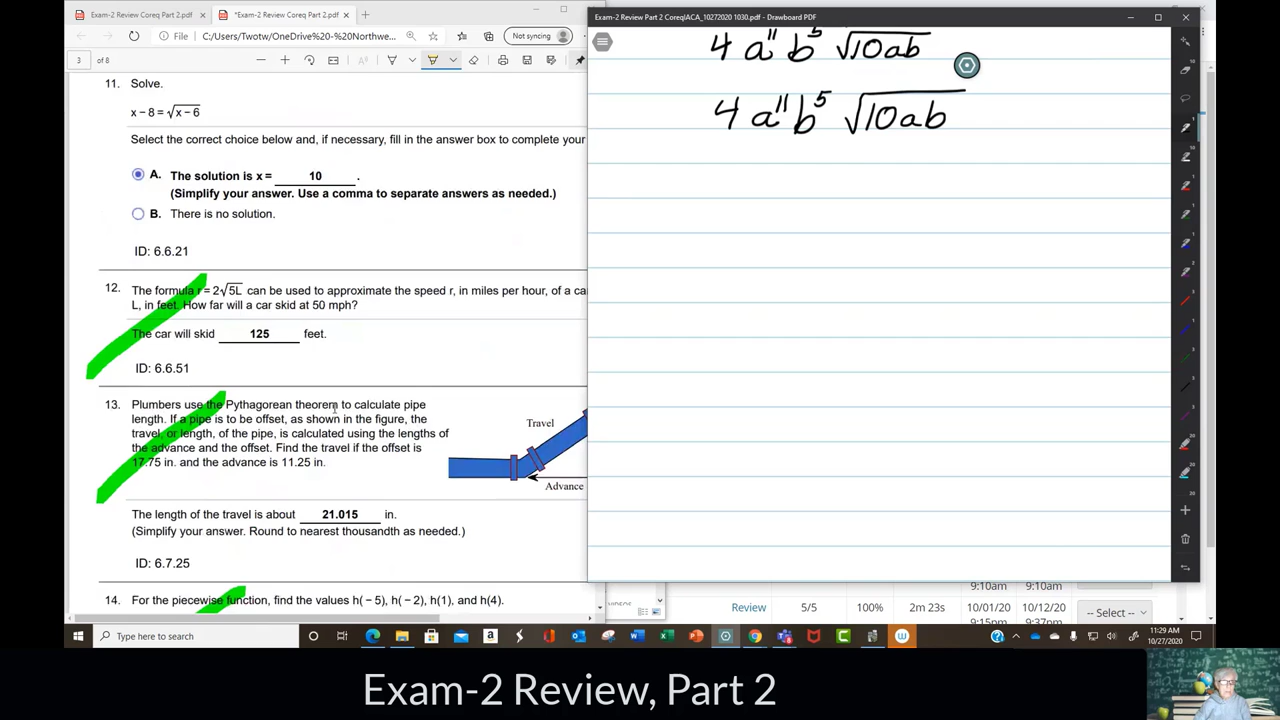 Exam-2 Review Coreq Part 2.pdf
*Exam-2 Review Coreq Part 2.pdf
File
C:/Users/Twotw/OneDrive%20-%20Northwe...
Not syncing
3 of 8
11. Solve.
x − 8 = √x − 6
Select the correct choice below and, if necessary, fill in the answer box to complete your
A. The solution is x = 10 .
(Simplify your answer. Use a comma to separate answers as needed.)
B. There is no solution.
ID: 6.6.21
12. The formula r = 2√5L can be used to approximate the speed r, in miles per hour, of a ca
L, in feet. How far will a car skid at 50 mph?
The car will skid 125 feet.
ID: 6.6.51
13. Plumbers use the Pythagorean theorem to calculate pipe
length. If a pipe is to be offset, as shown in the figure, the
travel, or length, of the pipe, is calculated using the lengths of
the advance and the offset. Find the travel if the offset is
17.75 in. and the advance is 11.25 in.
Travel
Advance
The length of the travel is about 21.015 in.
(Simplify your answer. Round to nearest thousandth as needed.)
ID: 6.7.25
14. For the piecewise function, find the values h( − 5), h( − 2), h(1), and h(4).
Exam-2 Review Part 2 Coreq|ACA_10272020 1030.pdf - Drawboard PDF
4 a¹¹ b⁵ √10ab
4 a¹¹ b⁵ √10ab
9:10am 9:40am
Review 5/5 100% 2m 23s 10/01/20 10/12/20 -- Select --
9:15pm 9:37pm
Type here to search
11:29 AM
10/27/2020
Exam-2 Review, Part 2